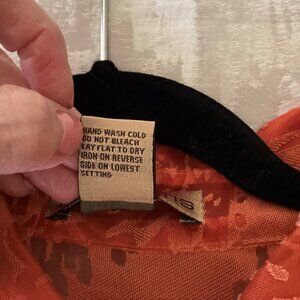 HAND WASH COLD
DO NOT BLEACH
LAY FLAT TO DRY
IRON ON REVERSE
SIDE ON LOWEST
SETTING